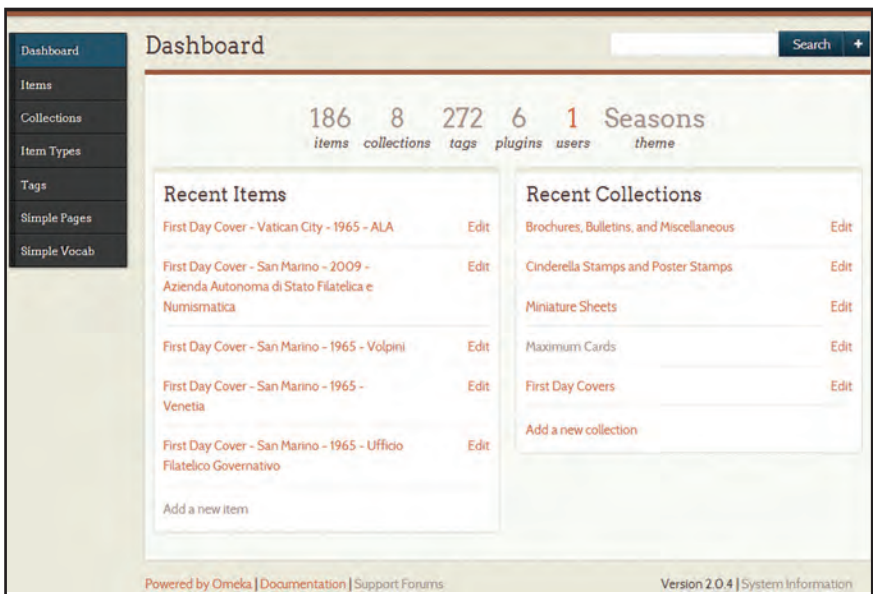 Dashboard
Items
Collections
Item Types
Tags
Simple Pages
Simple Vocab
Dashboard
Search +
186 8 272 6 1 Seasons
items collections tags plugins users theme
Recent Items
First Day Cover - Vatican City - 1965 - ALA Edit
First Day Cover - San Marino - 2009 - Edit
Azienda Autonoma di Stato Filatelica e
Numismatica
First Day Cover - San Marino - 1965 - Volpini Edit
First Day Cover - San Marino - 1965 - Edit
Venetia
First Day Cover - San Marino - 1965 - Ufficio Edit
Filatelico Governativo
Add a new item
Recent Collections
Brochures, Bulletins, and Miscellaneous Edit
Cinderella Stamps and Poster Stamps Edit
Miniature Sheets Edit
Maximum Cards Edit
First Day Covers Edit
Add a new collection
Powered by Omeka | Documentation | Support Forums
Version 2.0.4 | System Information